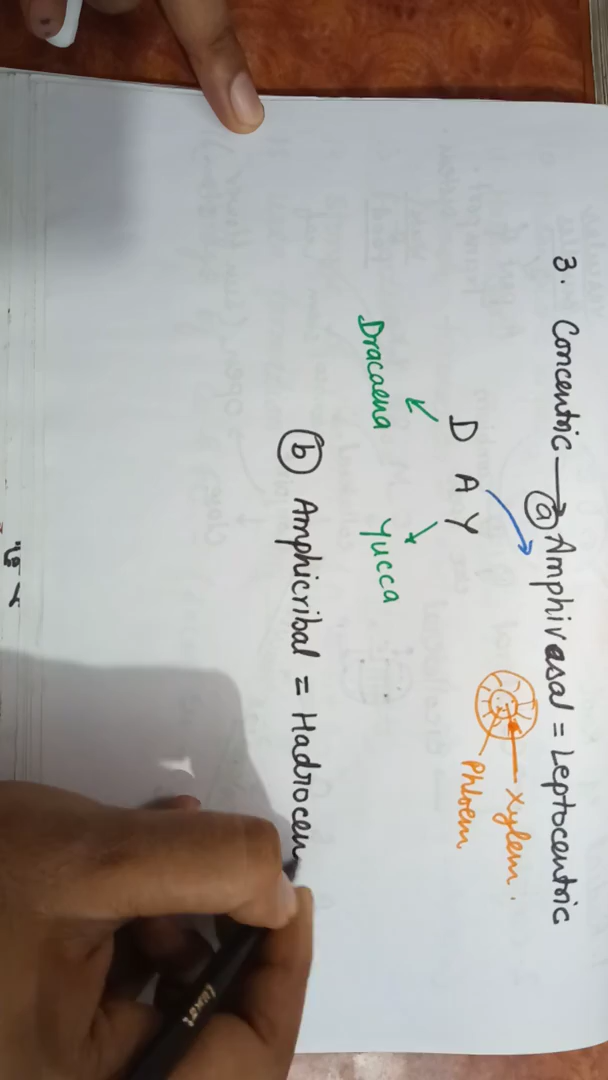 3. Concentric → ⓐ Amphivasal = Leptocentric
xylem.
Phloem
D A Y
Dracaena Yucca
ⓑ Amphicribal = Hadrocen